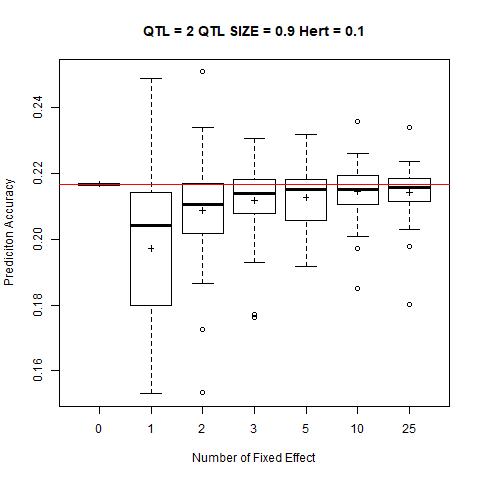 QTL = 2 QTL SIZE = 0.9 Hert = 0.1
Prediciton Accuracy
0.24
0.22
0.20
0.18
0.16
0 1 2 3 5 10 25
Number of Fixed Effect